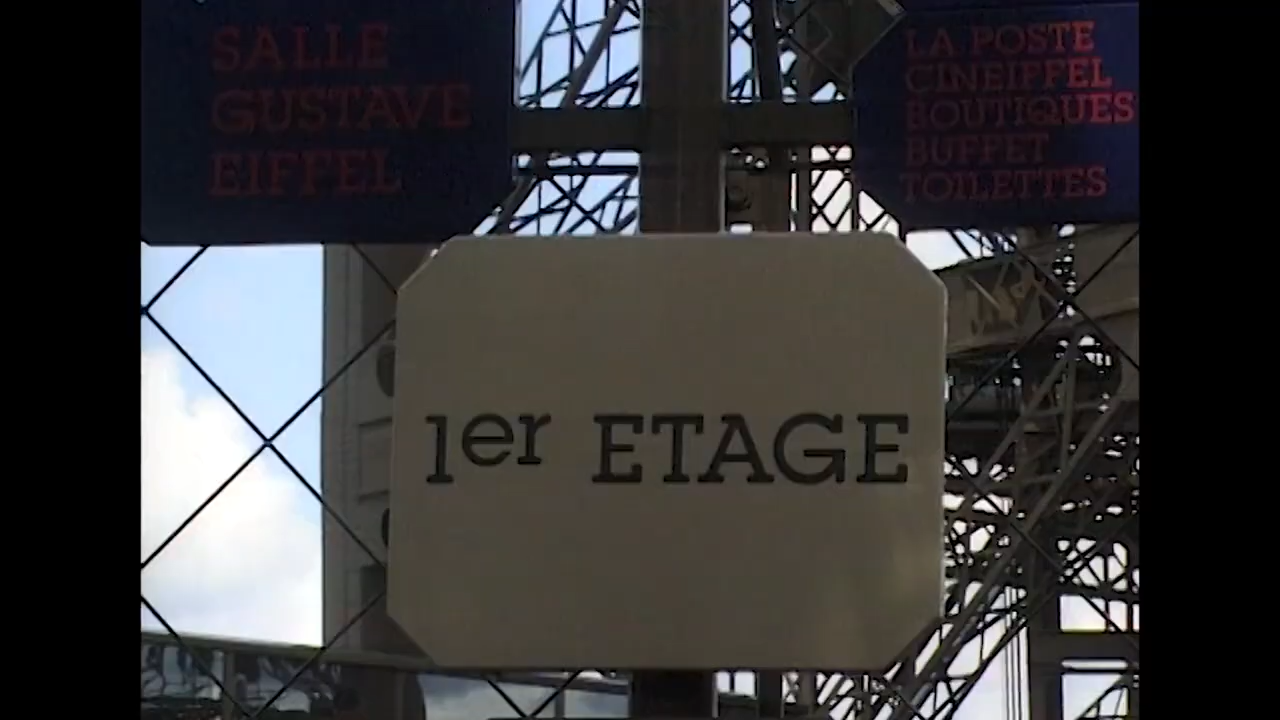 SALLE
GUSTAVE
EIFFEL
LA POSTE
CINEIFFEL
BOUTIQUES
BUFFET
TOILETTES
1er ETAGE